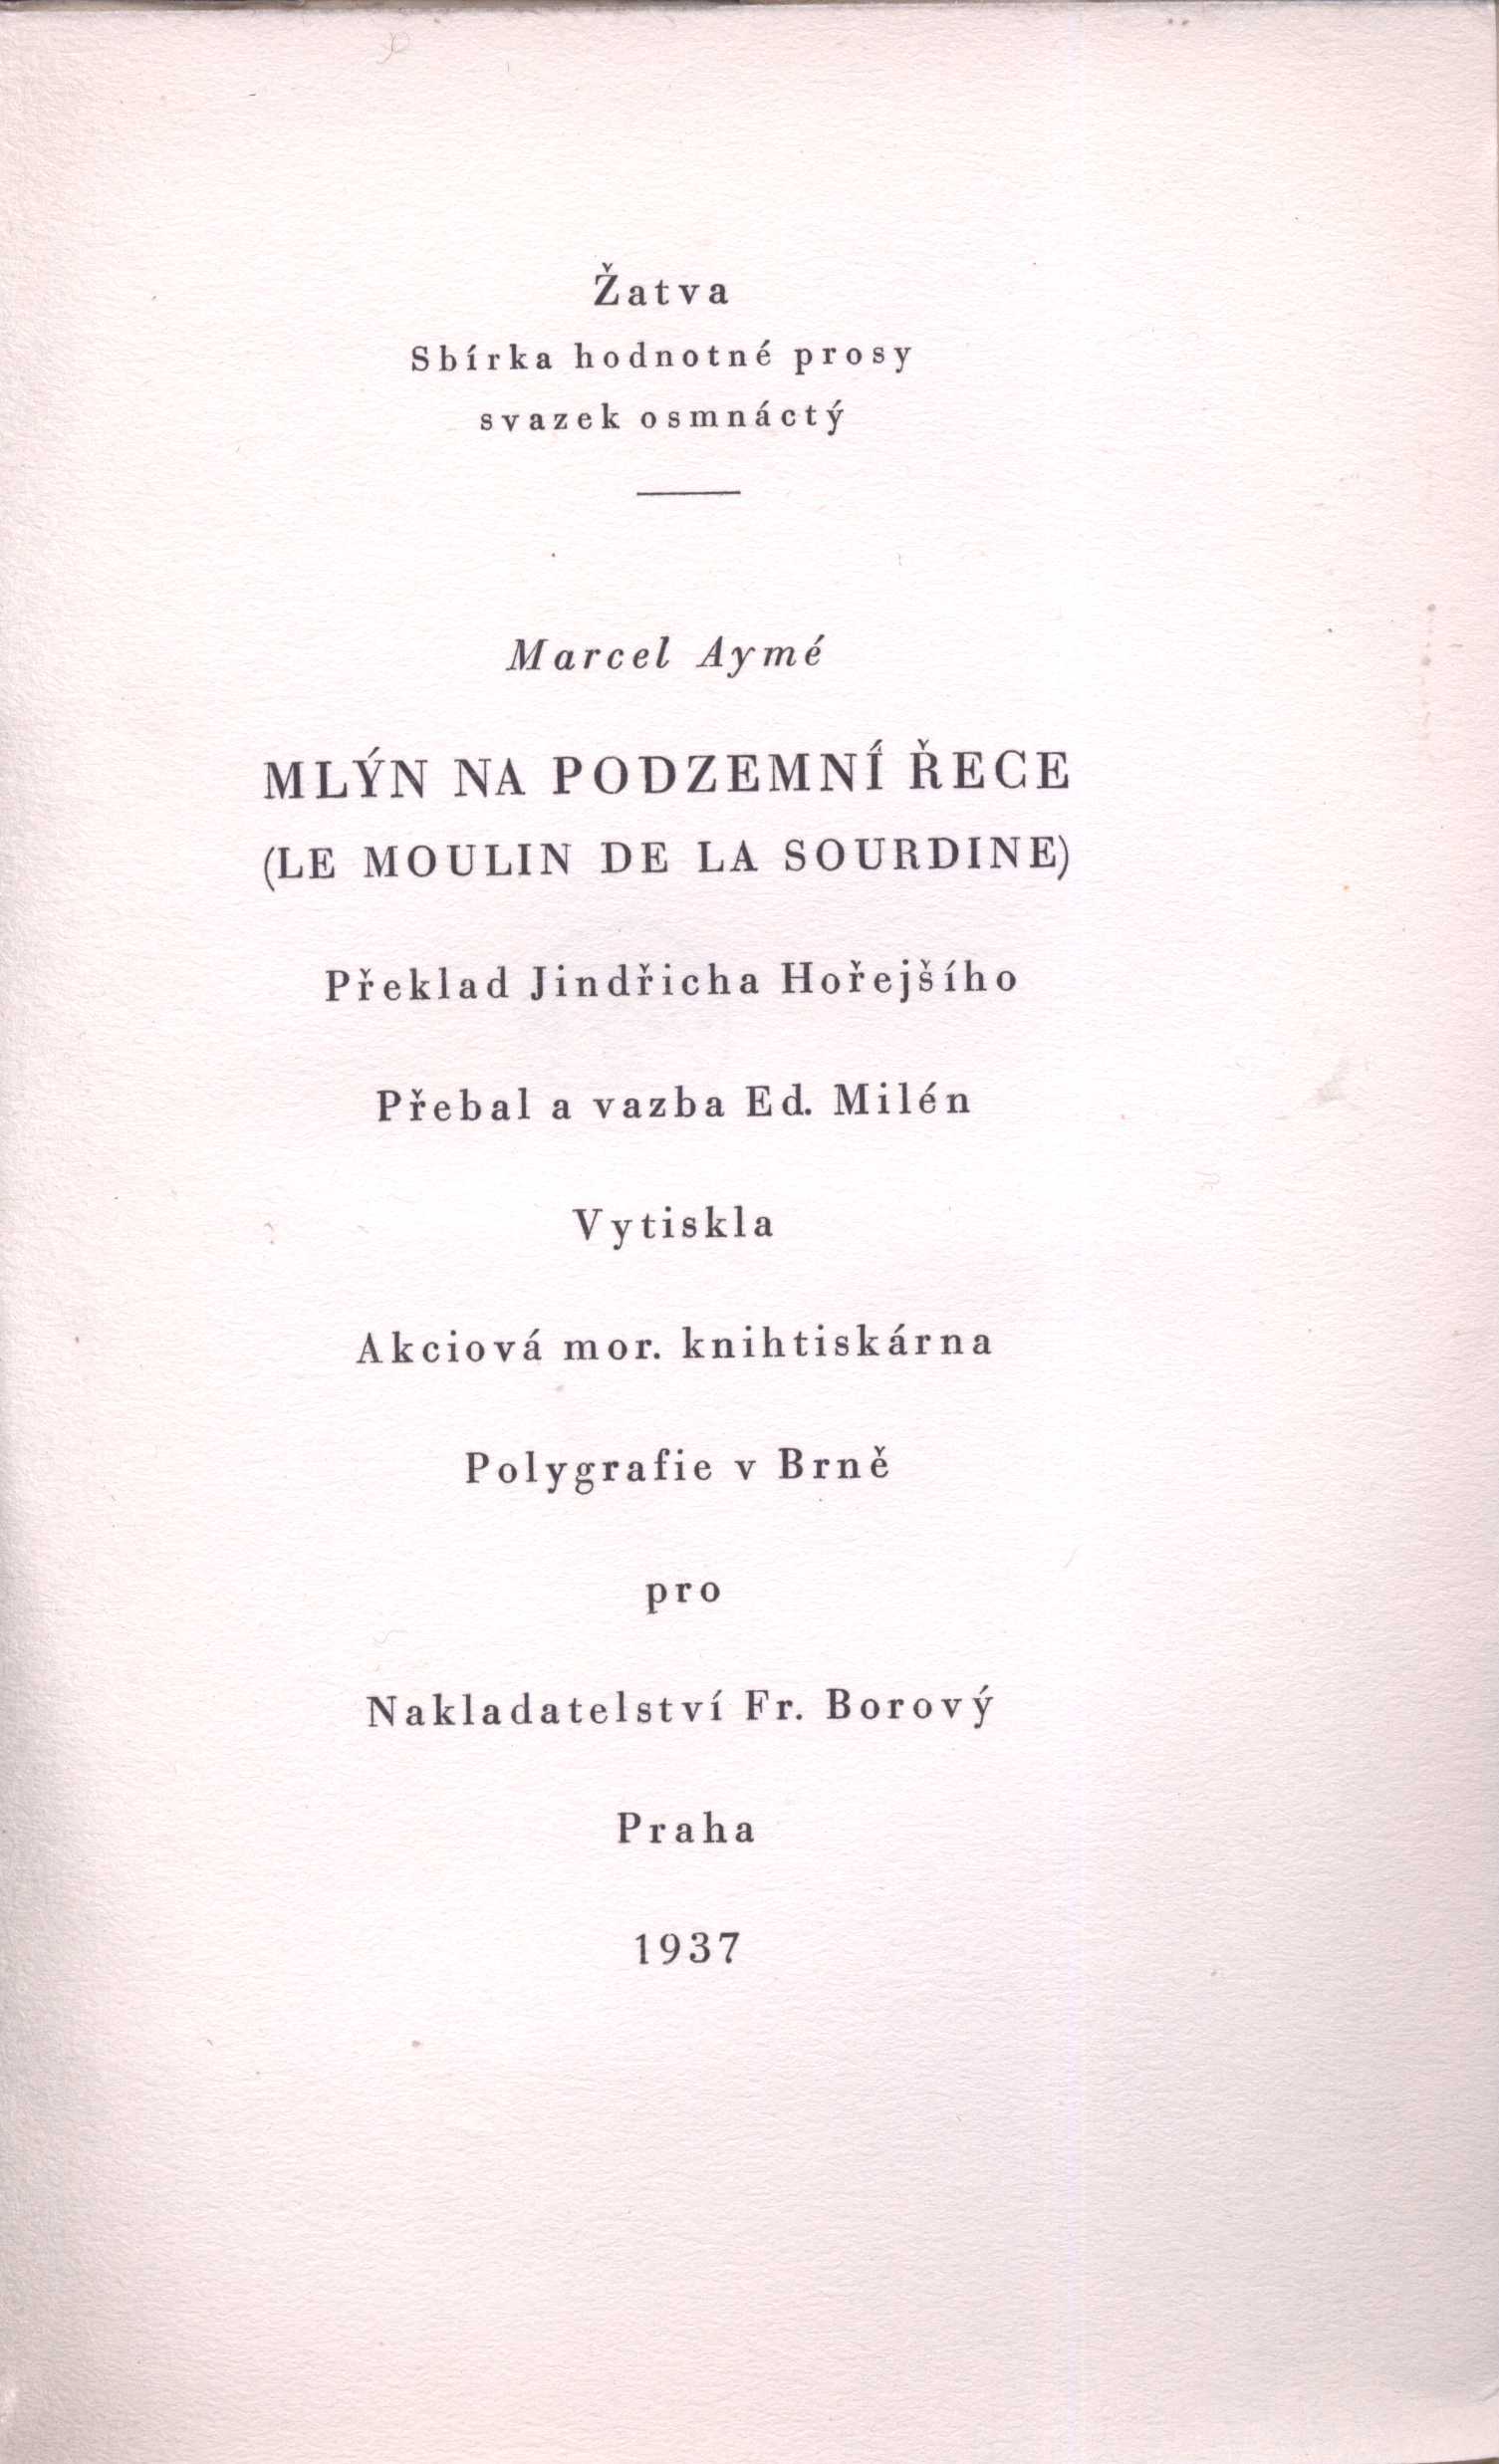 Žatva
Sbírka hodnotné prosy
svazek osmnáctý
Marcel Aymé
MLÝN NA PODZEMNÍ ŘECE
(LE MOULIN DE LA SOURDINE)
Překlad Jindřicha Hořejšího
Přebal a vazba Ed. Milén
Vytiskla
Akciová mor. knihtiskárna
Polygrafie v Brně
pro
Nakladatelství Fr. Borový
Praha
1937